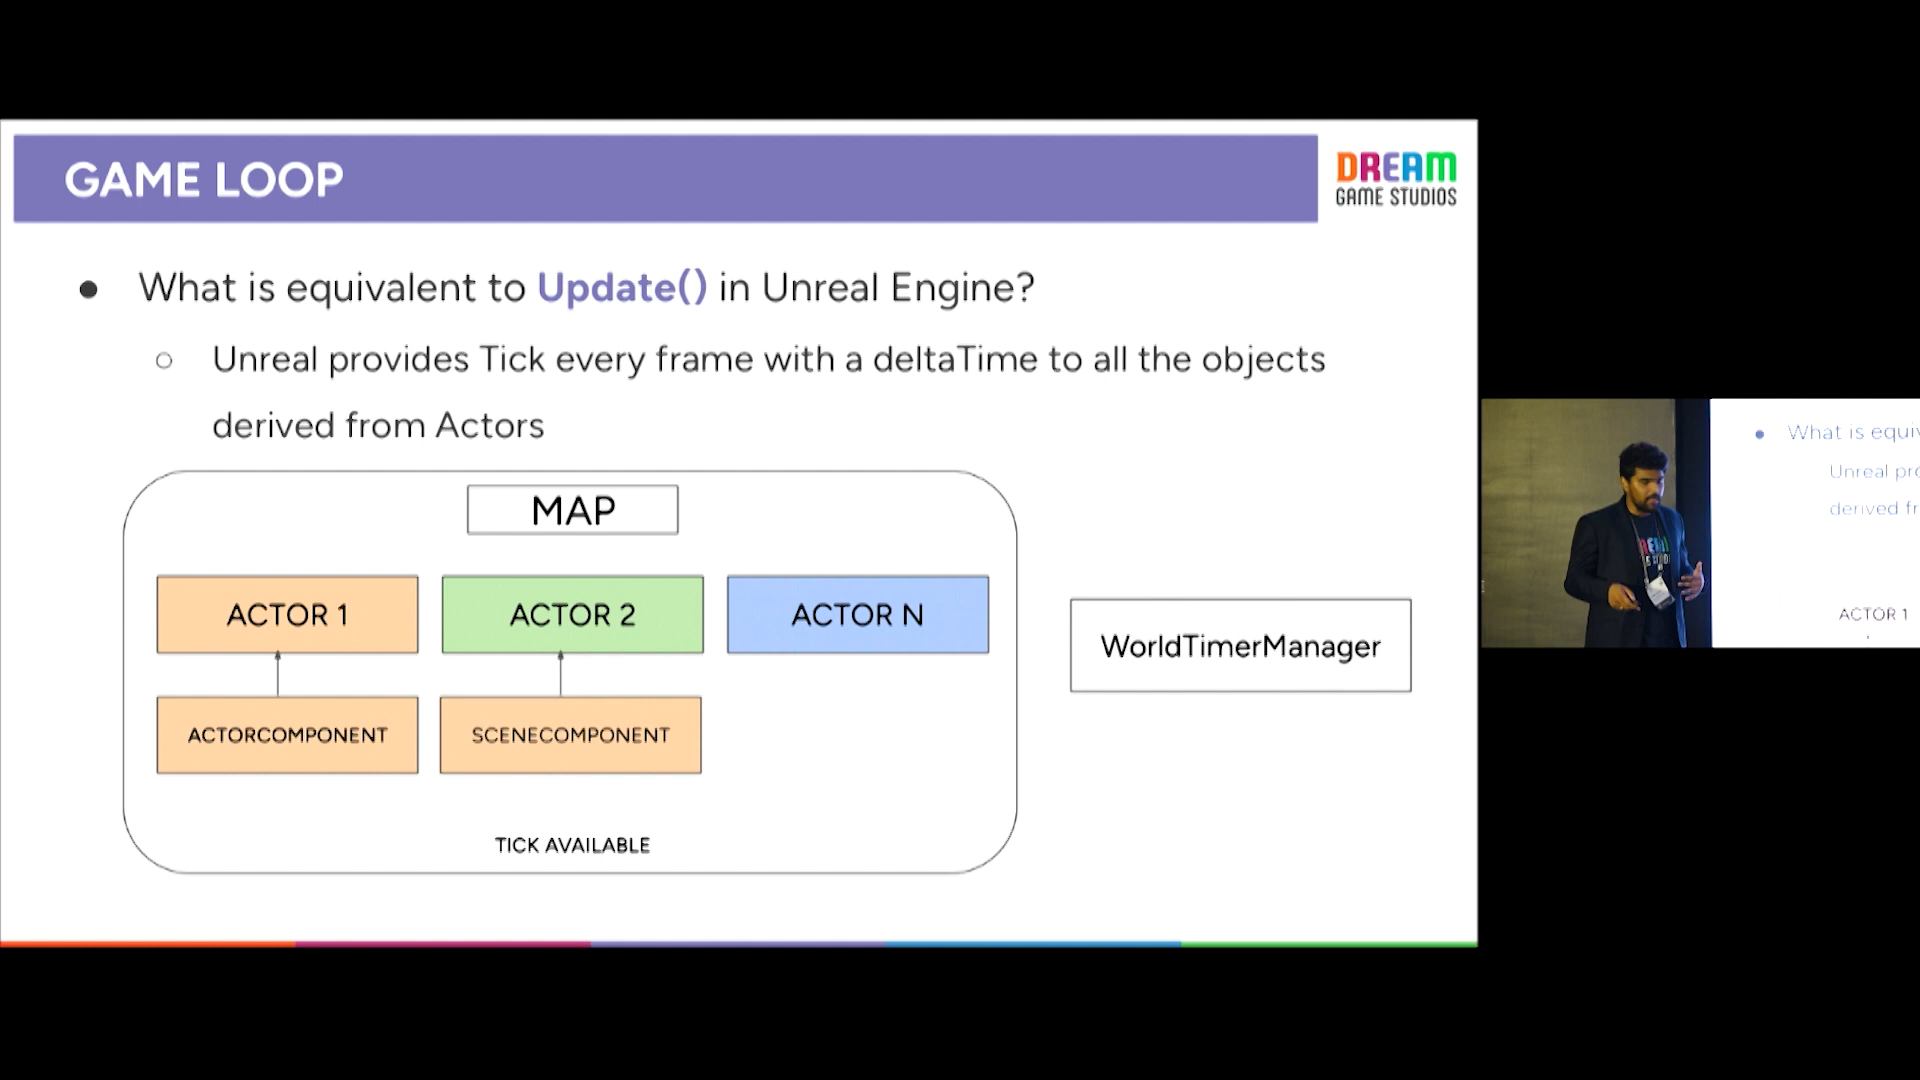 GAME LOOP
DREAM
GAME STUDIOS
● What is equivalent to Update() in Unreal Engine?
○ Unreal provides Tick every frame with a deltaTime to all the objects
derived from Actors
MAP
ACTOR 1
ACTOR 2
ACTOR N
ACTORCOMPONENT
SCENECOMPONENT
TICK AVAILABLE
WorldTimerManager
● What is equiv
Unreal pro
derived fr
ACTOR 1